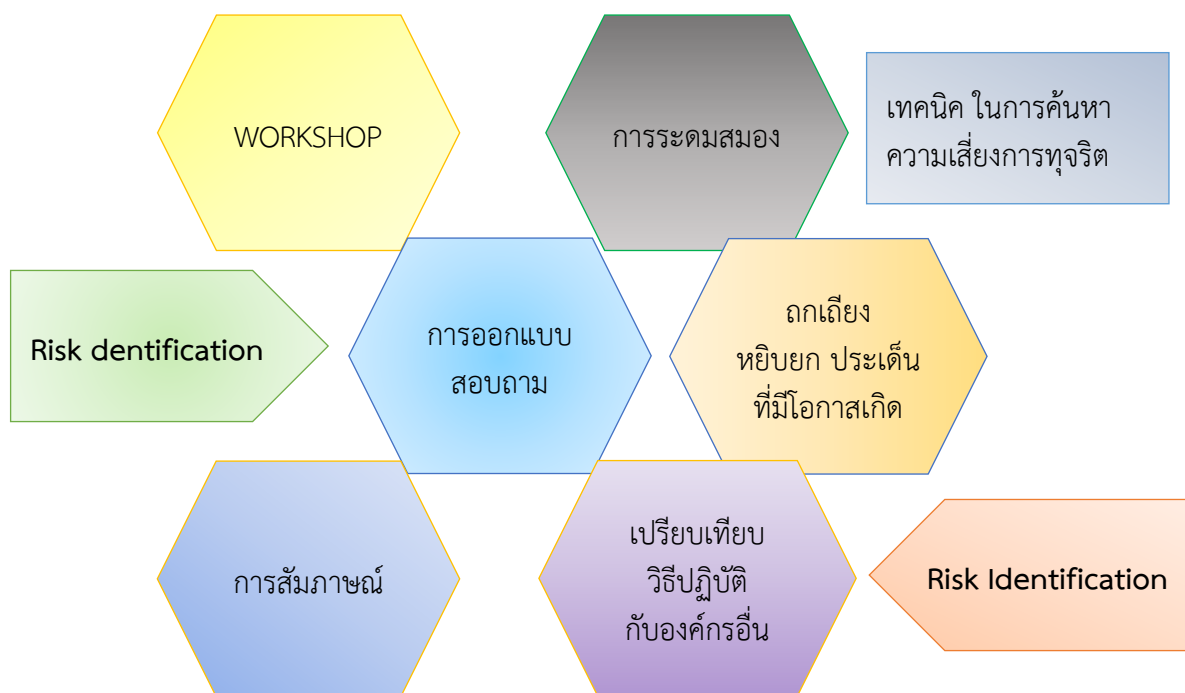 WORKSHOP
การระดมสมอง
เทคนิค ในการค้นหา
ความเสี่ยงการทุจริต
Risk dentification
การออกแบบ
สอบถาม
ถกเถียง
หยิบยก ประเด็น
ที่มีโอกาสเกิด
การสัมภาษณ์
เปรียบเทียบ
วิธีปฏิบัติ
กับองค์กรอื่น
Risk Identification